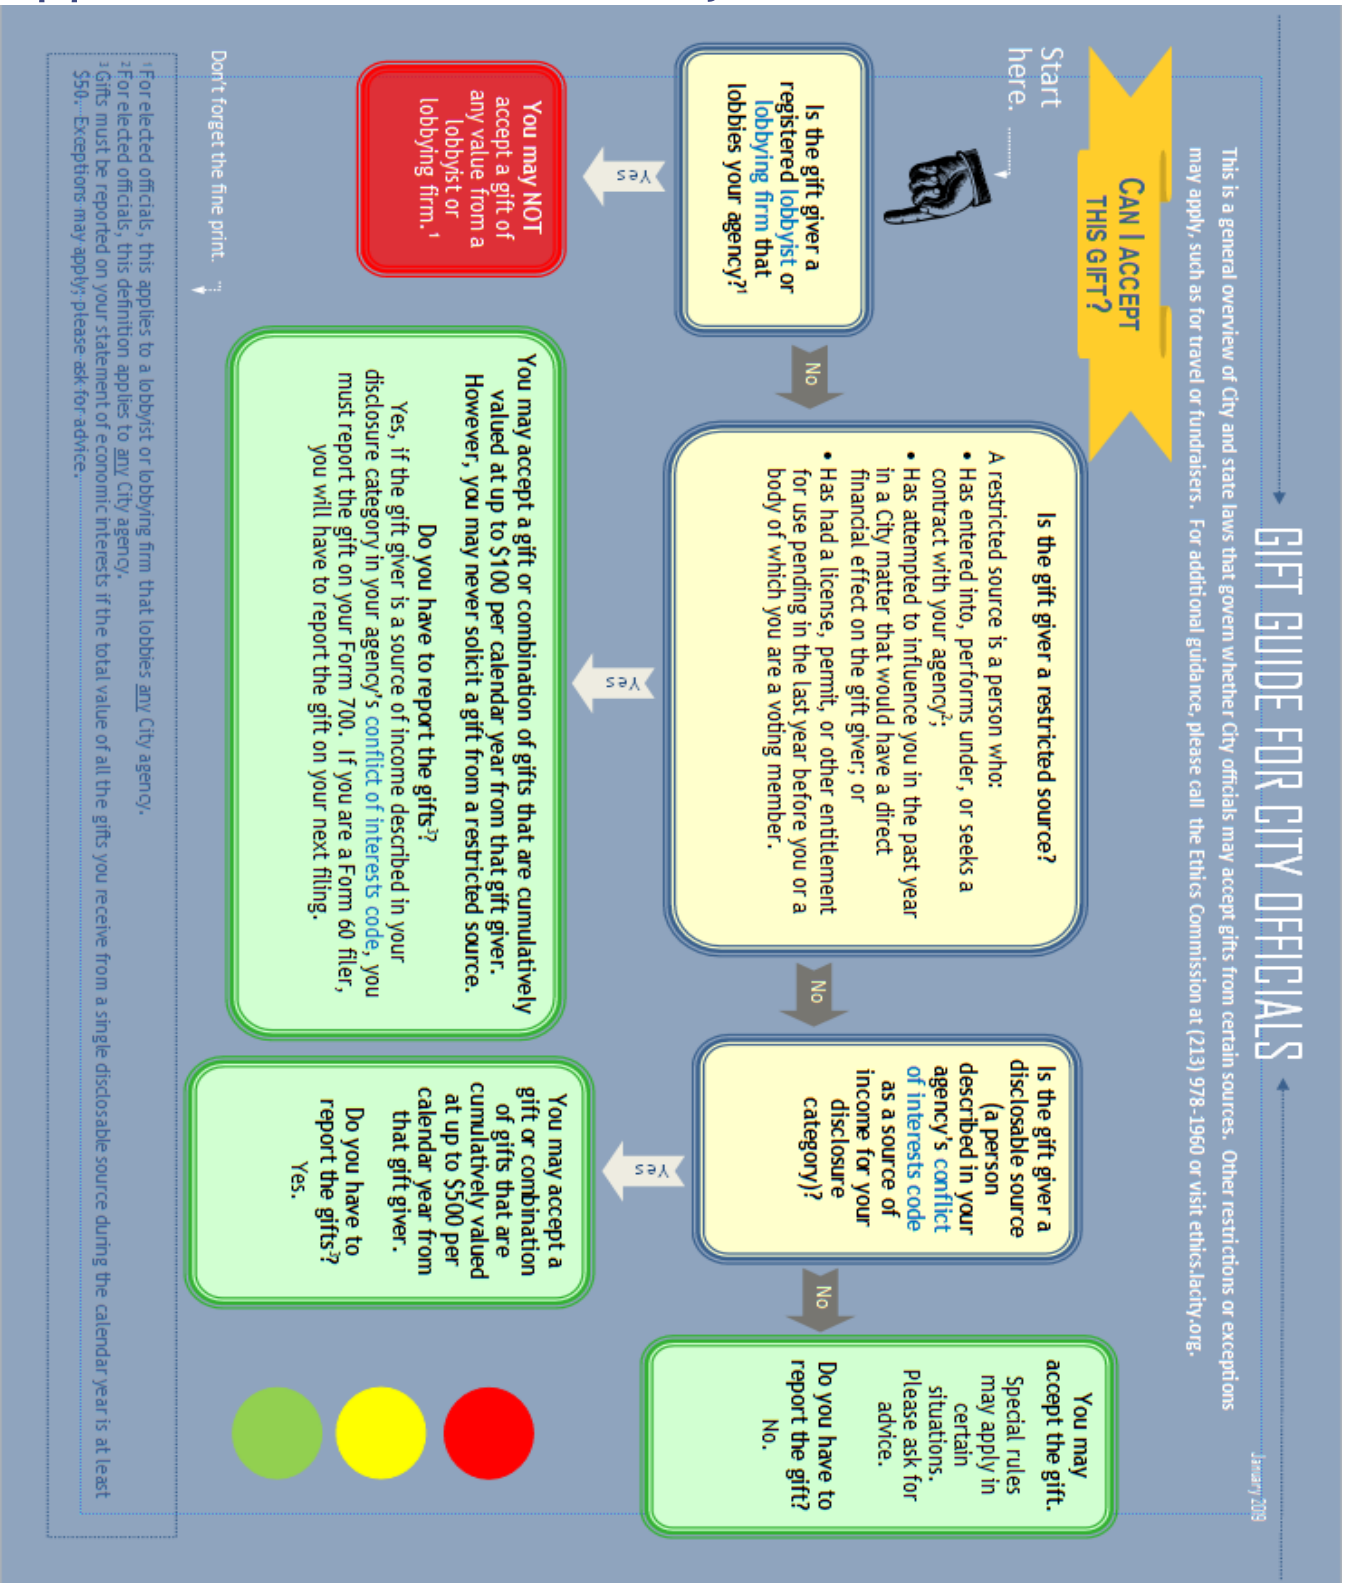 GIFT GUIDE FOR CITY OFFICIALS
January 2019
This is a general overview of City and state laws that govern whether City officials may accept gifts from certain sources. Other restrictions or exceptions
may apply, such as for travel or fundraisers. For additional guidance, please call the Ethics Commission at (213) 978-1960 or visit ethics.lacity.org.
CAN I ACCEPT
THIS GIFT?
Start
here.
Is the gift giver a
registered lobbyist or
lobbying firm that
lobbies your agency?¹
No
Yes
You may NOT
accept a gift of
any value from a
lobbyist or
lobbying firm. ¹
Is the gift giver a restricted source?
A restricted source is a person who:
• Has entered into, performs under, or seeks a
contract with your agency²;
• Has attempted to influence you in the past year
in a City matter that would have a direct
financial effect on the gift giver; or
• Has had a license, permit, or other entitlement
for use pending in the last year before you or a
body of which you are a voting member.
No
Yes
You may accept a gift or combination of gifts that are cumulatively
valued at up to $100 per calendar year from that gift giver.
However, you may never solicit a gift from a restricted source.
Do you have to report the gifts³?
Yes, if the gift giver is a source of income described in your
disclosure category in your agency's conflict of interests code, you
must report the gift on your Form 700. If you are a Form 60 filer,
you will have to report the gift on your next filing.
Is the gift giver a
disclosable source
(a person
described in your
agency's conflict
of interests code
as a source of
income for your
disclosure
category)?
No
Yes
You may accept a
gift or combination
of gifts that are
cumulatively valued
at up to $500 per
calendar year from
that gift giver.
Do you have to
report the gifts³?
Yes.
You may
accept the gift.
Special rules
may apply in
certain
situations.
Please ask for
advice.
Do you have to
report the gift?
No.
Don't forget the fine print.
¹ For elected officials, this applies to a lobbyist or lobbying firm that lobbies any City agency.
² For elected officials, this definition applies to any City agency.
³ Gifts must be reported on your statement of economic interests if the total value of all the gifts you receive from a single disclosable source during the calendar year is at least
$50. Exceptions may apply; please ask for advice.